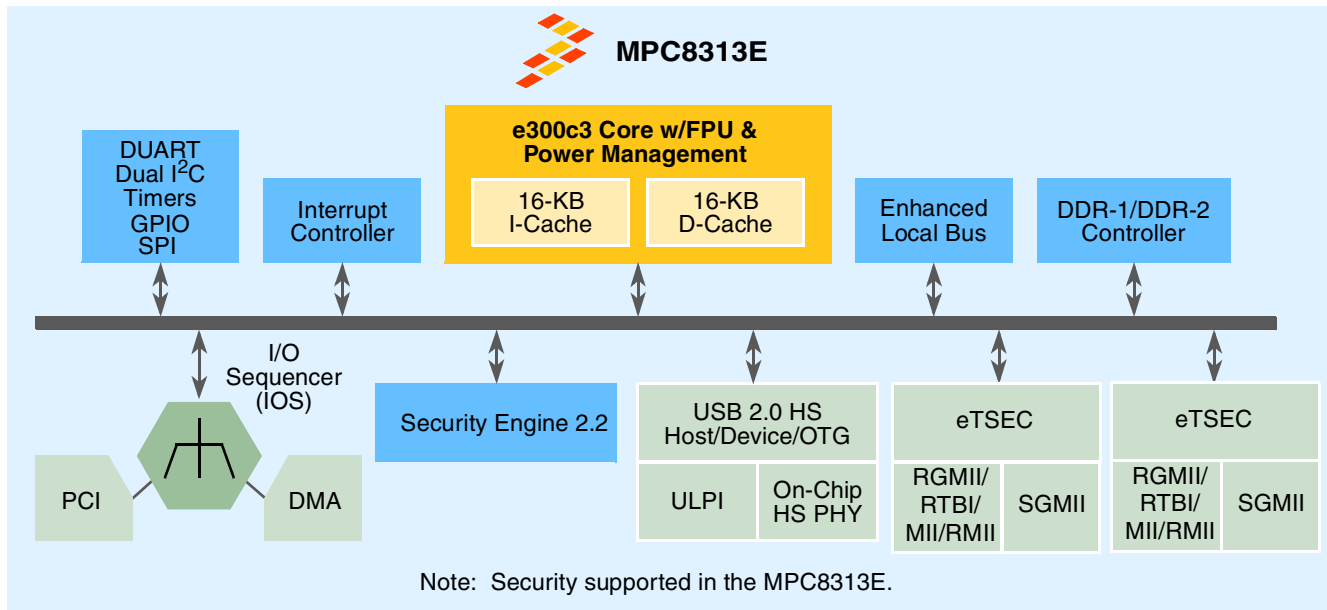 MPC8313E
e300c3 Core w/FPU &
Power Management
16-KB
I-Cache
16-KB
D-Cache
DUART
Dual I²C
Timers
GPIO
SPI
Interrupt
Controller
Enhanced
Local Bus
DDR-1/DDR-2
Controller
I/O
Sequencer
(IOS)
PCI
DMA
Security Engine 2.2
USB 2.0 HS
Host/Device/OTG
ULPI
On-Chip
HS PHY
eTSEC
RGMII/
RTBI/
MII/RMII
SGMII
eTSEC
RGMII/
RTBI/
MII/RMII
SGMII
Note: Security supported in the MPC8313E.